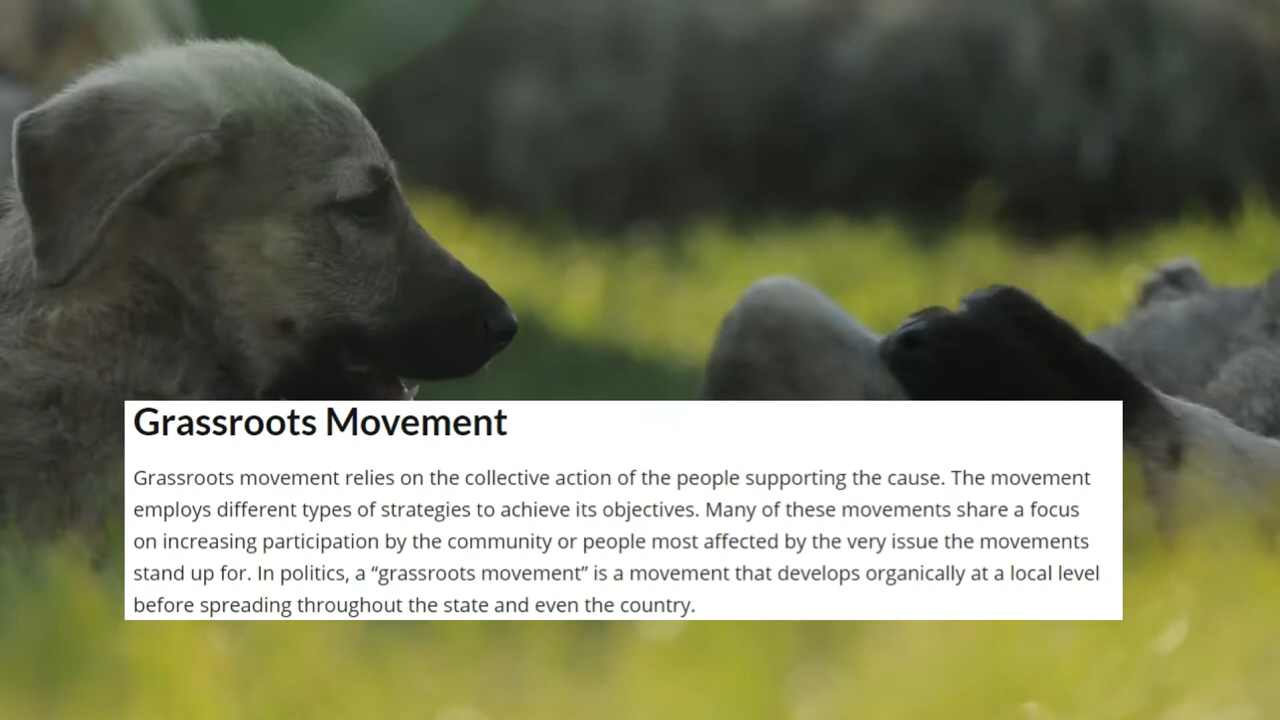 Grassroots Movement
Grassroots movement relies on the collective action of the people supporting the cause. The movement
employs different types of strategies to achieve its objectives. Many of these movements share a focus
on increasing participation by the community or people most affected by the very issue the movements
stand up for. In politics, a “grassroots movement” is a movement that develops organically at a local level
before spreading throughout the state and even the country.